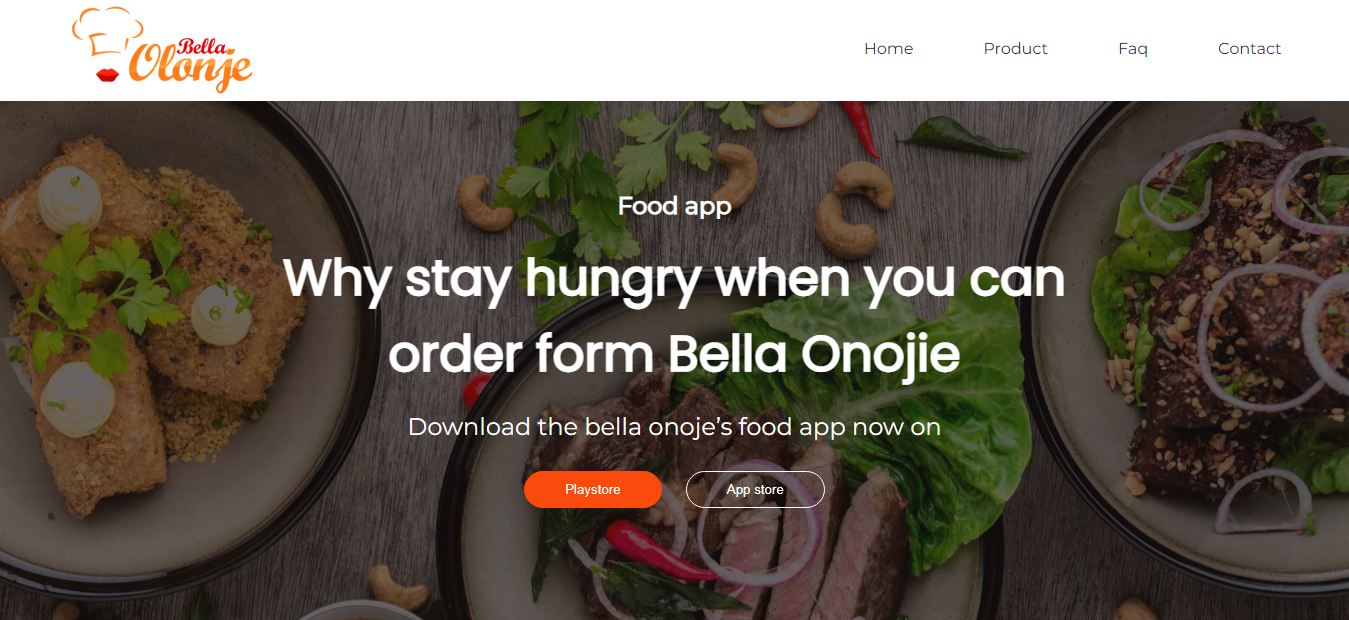 Bella
Olonje
Home Product Faq Contact
Food app
Why stay hungry when you can
order form Bella Onojie
Download the bella onoje’s food app now on
Playstore App store